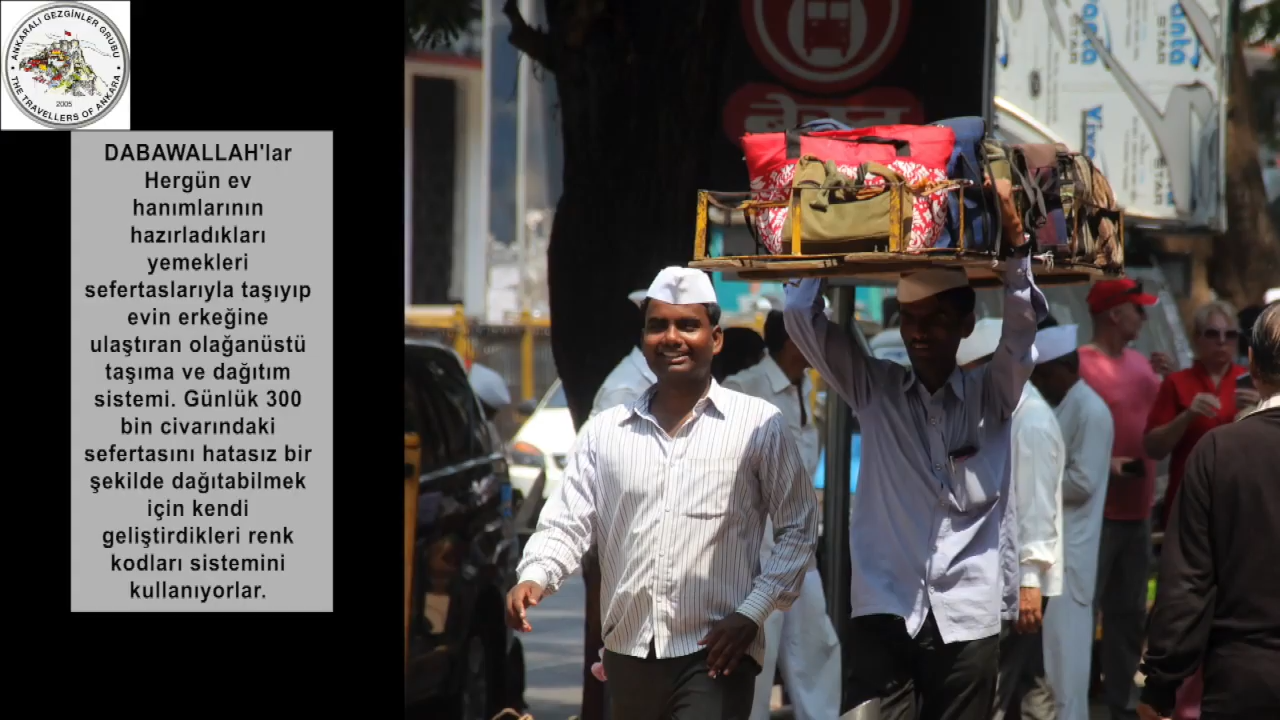 ANKARALI GEZGİNLER GRUBU
THE TRAVELLERS OF ANKARA
2005
DABAWALLAH'lar
Hergün ev
hanımlarının
hazırladıkları
yemekleri
sefertaslarıyla taşıyıp
evin erkeğine
ulaştıran olağanüstü
taşıma ve dağıtım
sistemi. Günlük 300
bin civarındaki
sefertasını hatasız bir
şekilde dağıtabilmek
için kendi
geliştirdikleri renk
kodları sistemini
kullanıyorlar.